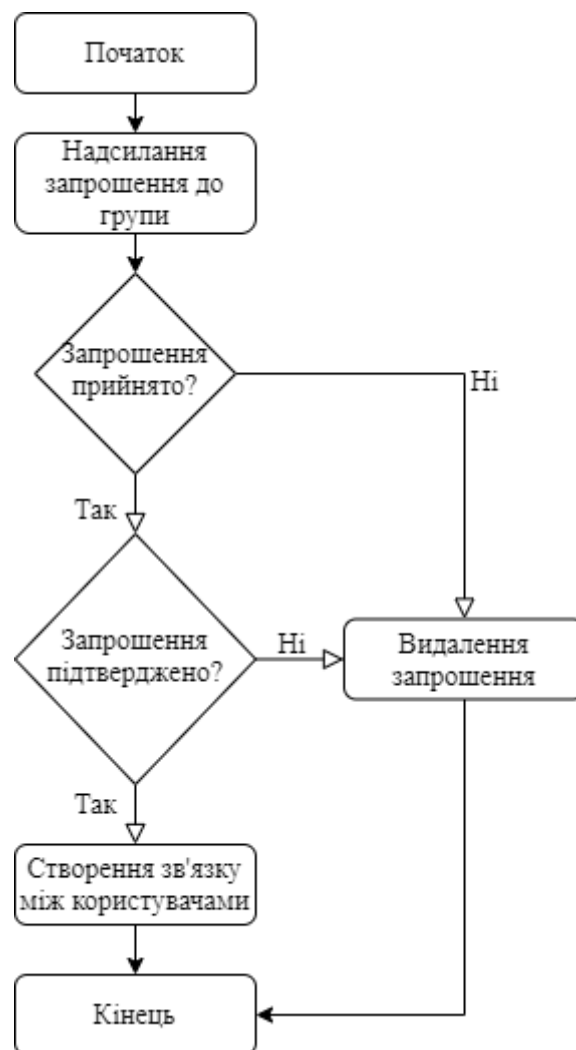 Початок
Надсилання
запрошення до
групи
Запрошення
прийнято?
Ні
Так
Запрошення
підтверджено?
Ні
Видалення
запрошення
Так
Створення зв'язку
між користувачами
Кінець